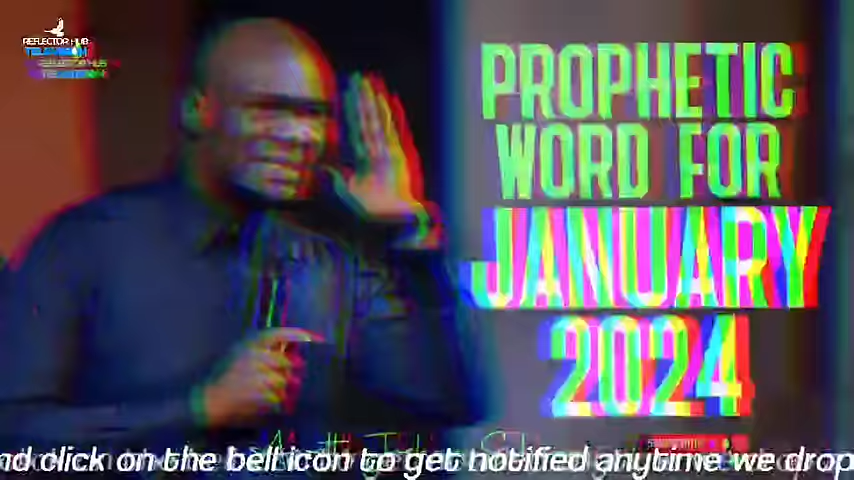 REFLECTOR HUB
TELEVISION
PROPHETIC
WORD FOR
JANUARY
2024
nd click on the bell icon to get notified anytime we drop